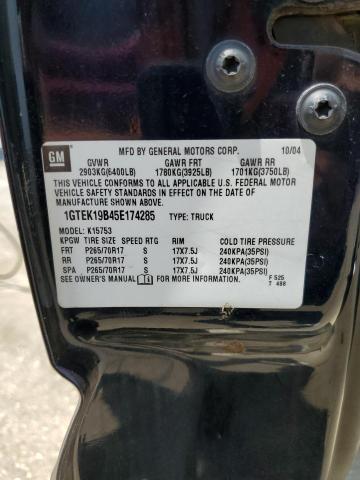 GM
MFD BY GENERAL MOTORS CORP. 10/04
GVWR GAWR FRT GAWR RR
2903KG(6400LB) 1780KG(3925LB) 1701KG(3750LB)
THIS VEHICLE CONFORMS TO ALL APPLICABLE U.S. FEDERAL MOTOR
VEHICLE SAFETY STANDARDS IN EFFECT ON THE DATE OF
MANUFACTURE SHOWN ABOVE.
1GTEK19B45E174285 TYPE: TRUCK
MODEL: K15753
KPGW TIRE SIZE SPEED RTG RIM COLD TIRE PRESSURE
FRT P265/70R17 S 17X7.5J 240KPA(35PSI)
RR P265/70R17 S 17X7.5J 240KPA(35PSI)
SPA P265/70R17 S 17X7.5J 240KPA(35PSI)
SEE OWNER'S MANUAL FOR ADDITIONAL INFORMATION. F 525
T 488